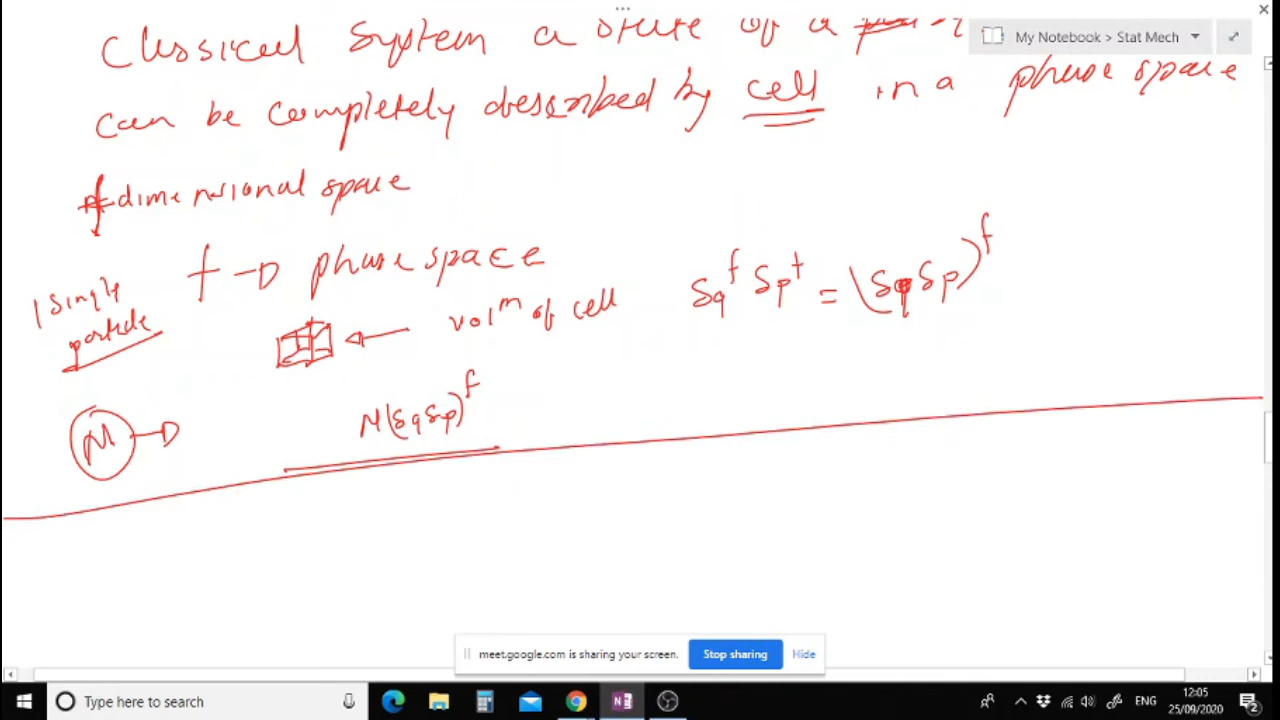 classical system a state of a
My Notebook > Stat Mech
can be completely described by cell in a phase space
f dimensional space
f → phase space
δq^f δp^f = (δq δp)^f
1 single particle
vol^m of cell
N → N(δq δp)^f
meet.google.com is sharing your screen. Stop sharing Hide
Type here to search
ENG
12:05
25/09/2020
2